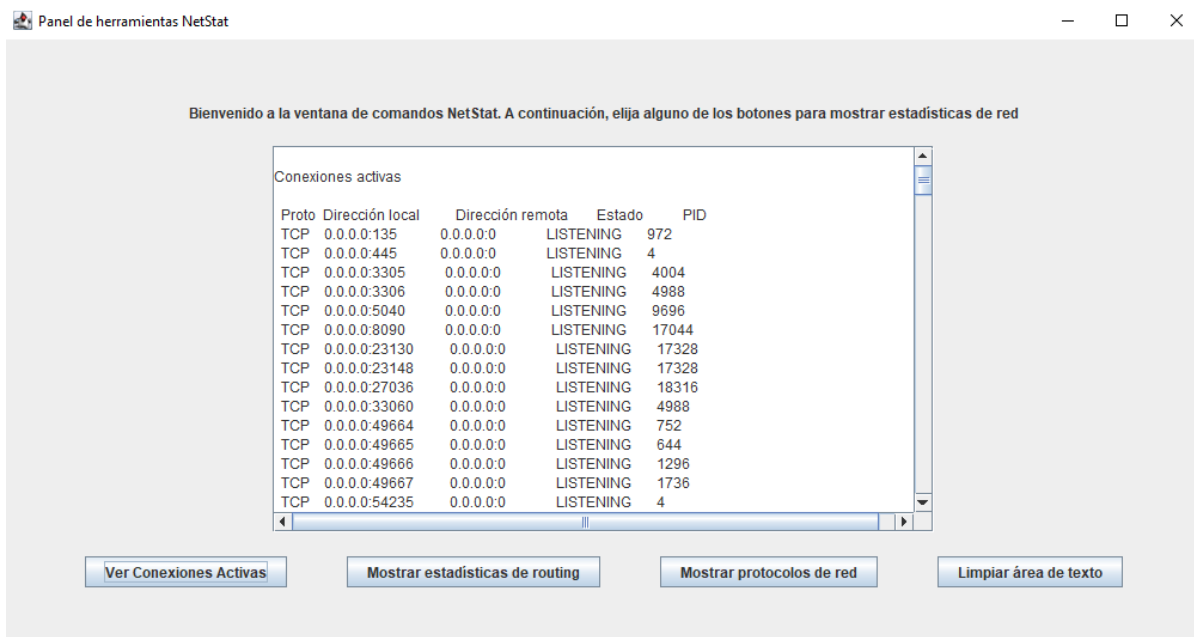 Panel de herramientas NetStat
Bienvenido a la ventana de comandos NetStat. A continuación, elija alguno de los botones para mostrar estadísticas de red
Conexiones activas
Proto Dirección local Dirección remota Estado PID
TCP 0.0.0.0:135 0.0.0.0:0 LISTENING 972
TCP 0.0.0.0:445 0.0.0.0:0 LISTENING 4
TCP 0.0.0.0:3305 0.0.0.0:0 LISTENING 4004
TCP 0.0.0.0:3306 0.0.0.0:0 LISTENING 4988
TCP 0.0.0.0:5040 0.0.0.0:0 LISTENING 9696
TCP 0.0.0.0:8090 0.0.0.0:0 LISTENING 17044
TCP 0.0.0.0:23130 0.0.0.0:0 LISTENING 17328
TCP 0.0.0.0:23148 0.0.0.0:0 LISTENING 17328
TCP 0.0.0.0:27036 0.0.0.0:0 LISTENING 18316
TCP 0.0.0.0:33060 0.0.0.0:0 LISTENING 4988
TCP 0.0.0.0:49664 0.0.0.0:0 LISTENING 752
TCP 0.0.0.0:49665 0.0.0.0:0 LISTENING 644
TCP 0.0.0.0:49666 0.0.0.0:0 LISTENING 1296
TCP 0.0.0.0:49667 0.0.0.0:0 LISTENING 1736
TCP 0.0.0.0:54235 0.0.0.0:0 LISTENING 4
Ver Conexiones Activas Mostrar estadísticas de routing Mostrar protocolos de red Limpiar área de texto